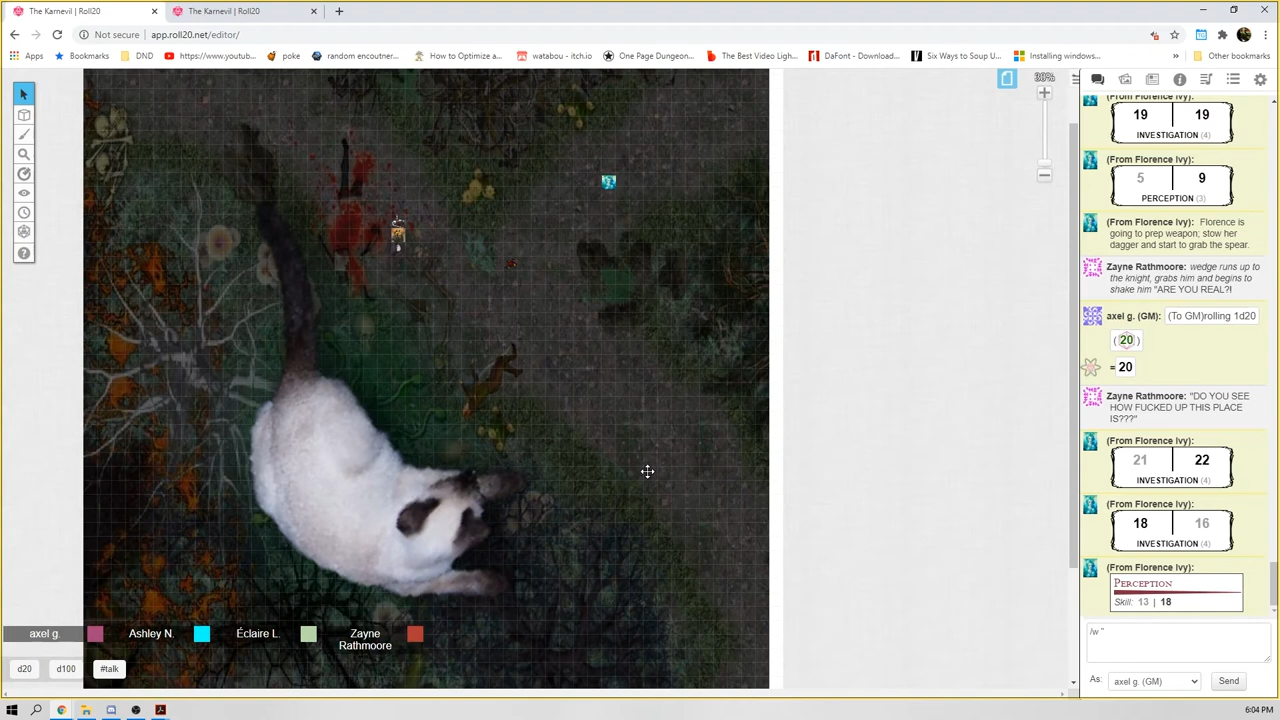 The Karnevil | Roll20
The Karnevil | Roll20
Not secure | app.roll20.net/editor/
Apps
Bookmarks
DND
https://www.youtub...
poke
random encoutner...
How to Optimize a...
watabou - itch.io
One Page Dungeon...
The Best Video Ligh...
DaFont - Download...
Six Ways to Soup U...
Installing windows...
Other bookmarks
(From Florence Ivy):
19 19
INVESTIGATION (4)
(From Florence Ivy):
5 9
PERCEPTION (3)
(From Florence Ivy): Florence is
going to prep weapon; stow her
dagger and start to grab the spear.
Zayne Rathmoore: wedge runs up to
the knight, grabs him and begins to
shake him "ARE YOU REAL?!
axel g. (GM): (To GM)rolling 1d20
( 20 )
= 20
Zayne Rathmoore: "DO YOU SEE
HOW FUCKED UP THIS PLACE
IS???"
(From Florence Ivy):
21 22
INVESTIGATION (4)
(From Florence Ivy):
18 16
INVESTIGATION (4)
(From Florence Ivy):
PERCEPTION
Skill: 13 | 18
/w "
As: axel g. (GM)
Send
axel g.
Ashley N.
Éclaire L.
Zayne
Rathmoore
d20
d100
#talk
6:04 PM